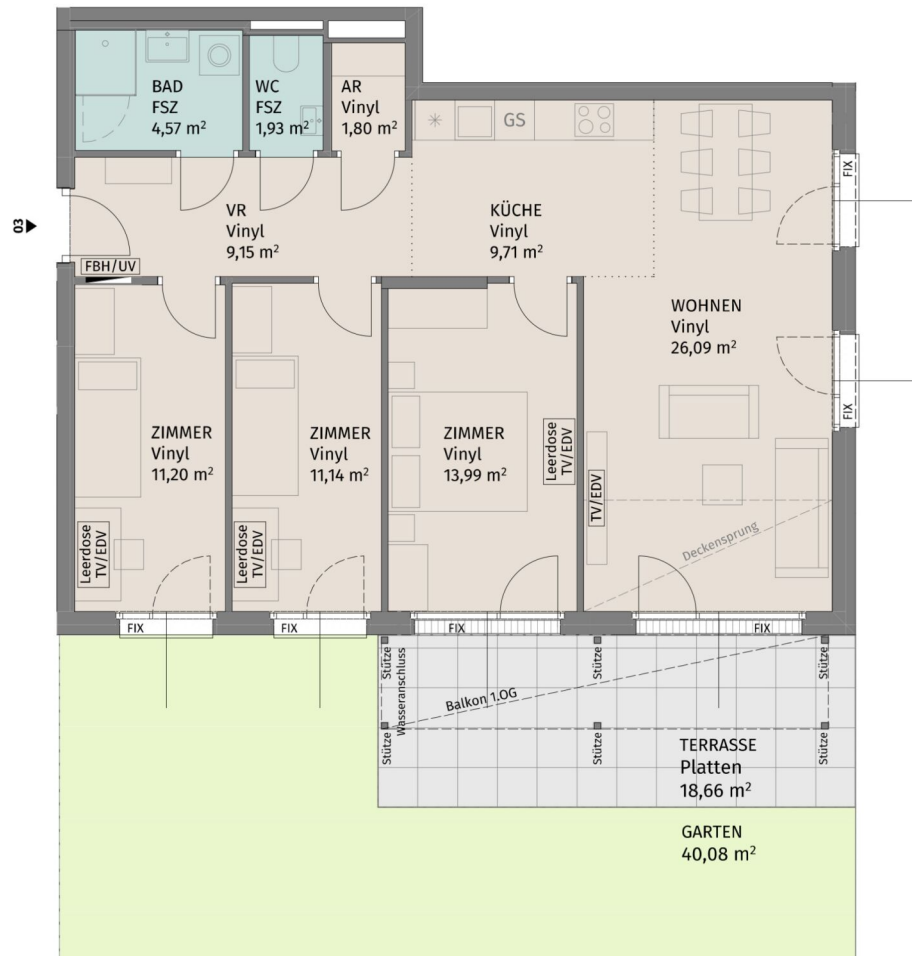 BAD
FSZ
4,57 m²
WC
FSZ
1,93 m²
AR
Vinyl
1,80 m²
GS
FIX
03
VR
Vinyl
9,15 m²
KÜCHE
Vinyl
9,71 m²
FBH/UV
WOHNEN
Vinyl
26,09 m²
FIX
ZIMMER
Vinyl
11,20 m²
ZIMMER
Vinyl
11,14 m²
ZIMMER
Vinyl
13,99 m²
Leerdose
TV/EDV
TV/EDV
Leerdose
TV/EDV
Leerdose
TV/EDV
Deckensprung
FIX
FIX
FIX
FIX
Stütze
Wasseranschluss
Stütze
Stütze
Balkon 1.OG
Stütze
Stütze
Stütze
TERRASSE
Platten
18,66 m²
GARTEN
40,08 m²